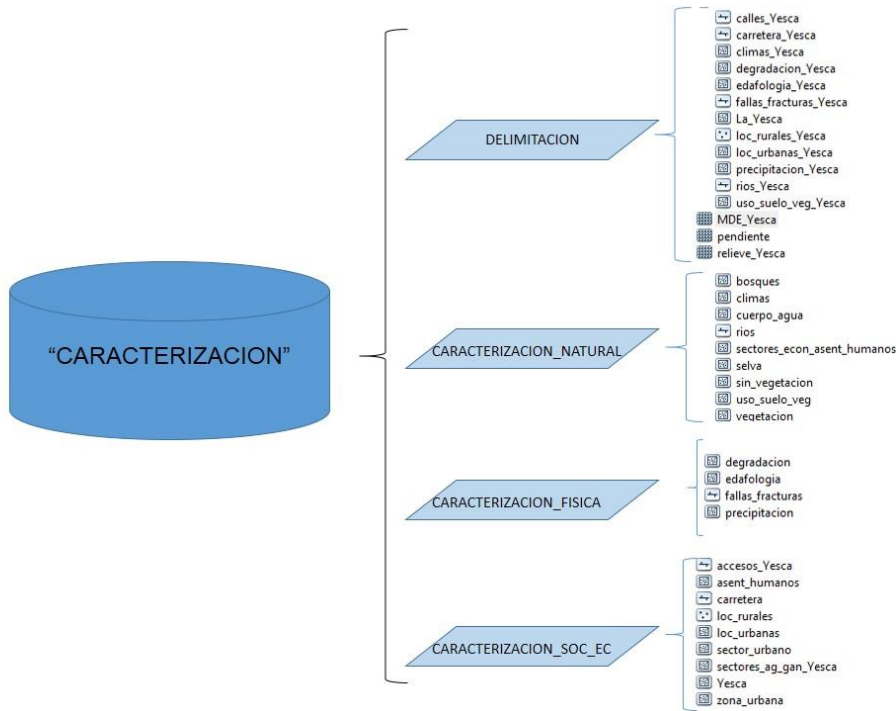 “CARACTERIZACION”
DELIMITACION
calles_Yesca
carretera_Yesca
climas_Yesca
degradacion_Yesca
edafologia_Yesca
fallas_fracturas_Yesca
La_Yesca
loc_rurales_Yesca
loc_urbanas_Yesca
precipitacion_Yesca
rios_Yesca
uso_suelo_veg_Yesca
MDE_Yesca
pendiente
relieve_Yesca
CARACTERIZACION_NATURAL
bosques
climas
cuerpo_agua
rios
sectores_econ_asent_humanos
selva
sin_vegetacion
uso_suelo_veg
vegetacion
CARACTERIZACION_FISICA
degradacion
edafologia
fallas_fracturas
precipitacion
CARACTERIZACION_SOC_EC
accesos_Yesca
asent_humanos
carretera
loc_rurales
loc_urbanas
sector_urbano
sectores_ag_gan_Yesca
Yesca
zona_urbana